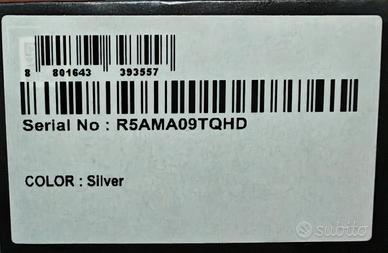 8 801643 393557
Serial No : R5AMA09TQHD
COLOR : Silver
subito